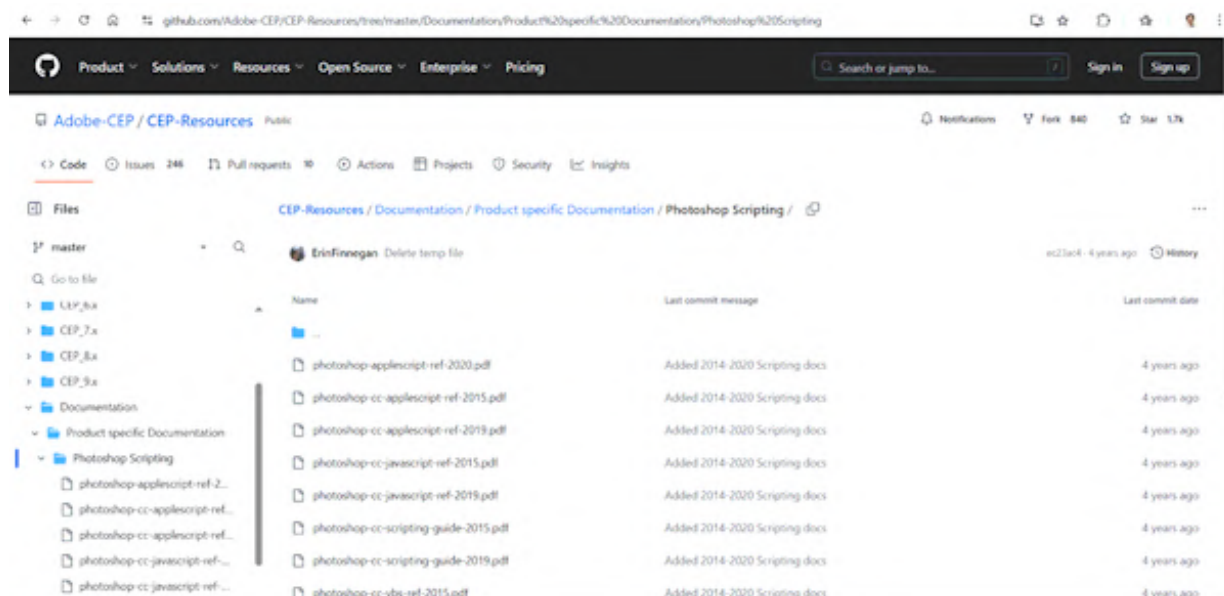 github.com/Adobe-CEP/CEP-Resources/tree/master/Documentation/Product%20specific%20Documentation/Photoshop%20Scripting
Product Solutions Resources Open Source Enterprise Pricing Search or jump to... / Sign in Sign up
Adobe-CEP / CEP-Resources Public Notifications Fork 840 Star 1.7k
Code Issues 246 Pull requests 10 Actions Projects Security Insights
Files
master
Go to file
CEP_6.x
CEP_7.x
CEP_8.x
CEP_9.x
Documentation
Product specific Documentation
Photoshop Scripting
photoshop-applescript-ref-2...
photoshop-cc-applescript-ref...
photoshop-cc-applescript-ref...
photoshop-cc-javascript-ref-...
photoshop-cc-javascript-ref-...
CEP-Resources / Documentation / Product specific Documentation / Photoshop Scripting /
ErinFinnegan Delete temp file 4 years ago History
Name Last commit message Last commit date
..
photoshop-applescript-ref-2020.pdf Added 2014-2020 Scripting docs 4 years ago
photoshop-cc-applescript-ref-2015.pdf Added 2014-2020 Scripting docs 4 years ago
photoshop-cc-applescript-ref-2019.pdf Added 2014-2020 Scripting docs 4 years ago
photoshop-cc-javascript-ref-2015.pdf Added 2014-2020 Scripting docs 4 years ago
photoshop-cc-javascript-ref-2019.pdf Added 2014-2020 Scripting docs 4 years ago
photoshop-cc-scripting-guide-2015.pdf Added 2014-2020 Scripting docs 4 years ago
photoshop-cc-scripting-guide-2019.pdf Added 2014-2020 Scripting docs 4 years ago
photoshop-cc-vbs-ref-2015.pdf Added 2014-2020 Scripting docs 4 years ago